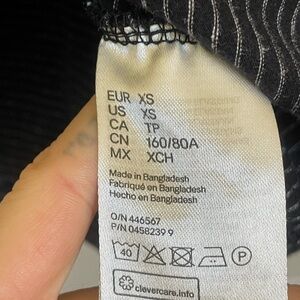 EUR XS
US XS
CA TP
CN 160/80A
MX XCH
Made in Bangladesh
Fabriqué en Bangladesh
Hecho en Bangladesh
O/N 446567
P/N 0458239 9
40 P
clevercare.info